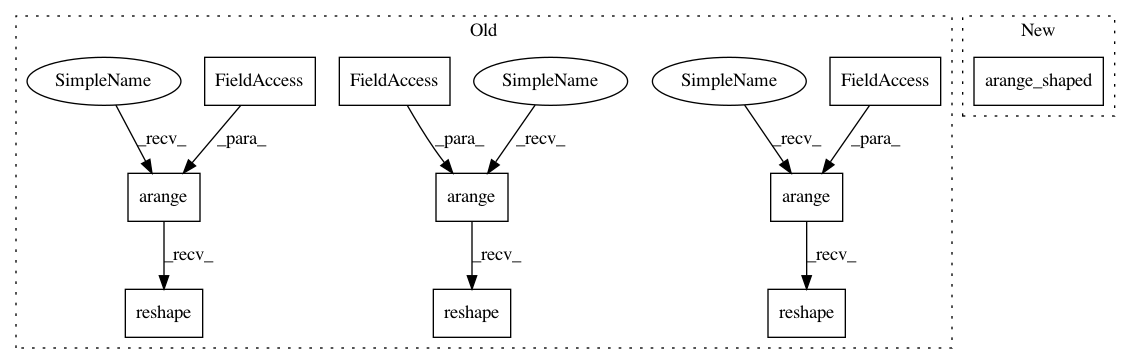 Old
New
SimpleName
FieldAccess
FieldAccess
SimpleName
SimpleName
FieldAccess
arange_shaped
_recv_
_para_
_para_
_recv_
_recv_
_para_
arange
arange
arange
_recv_
_recv_
_recv_
reshape
reshape
reshape